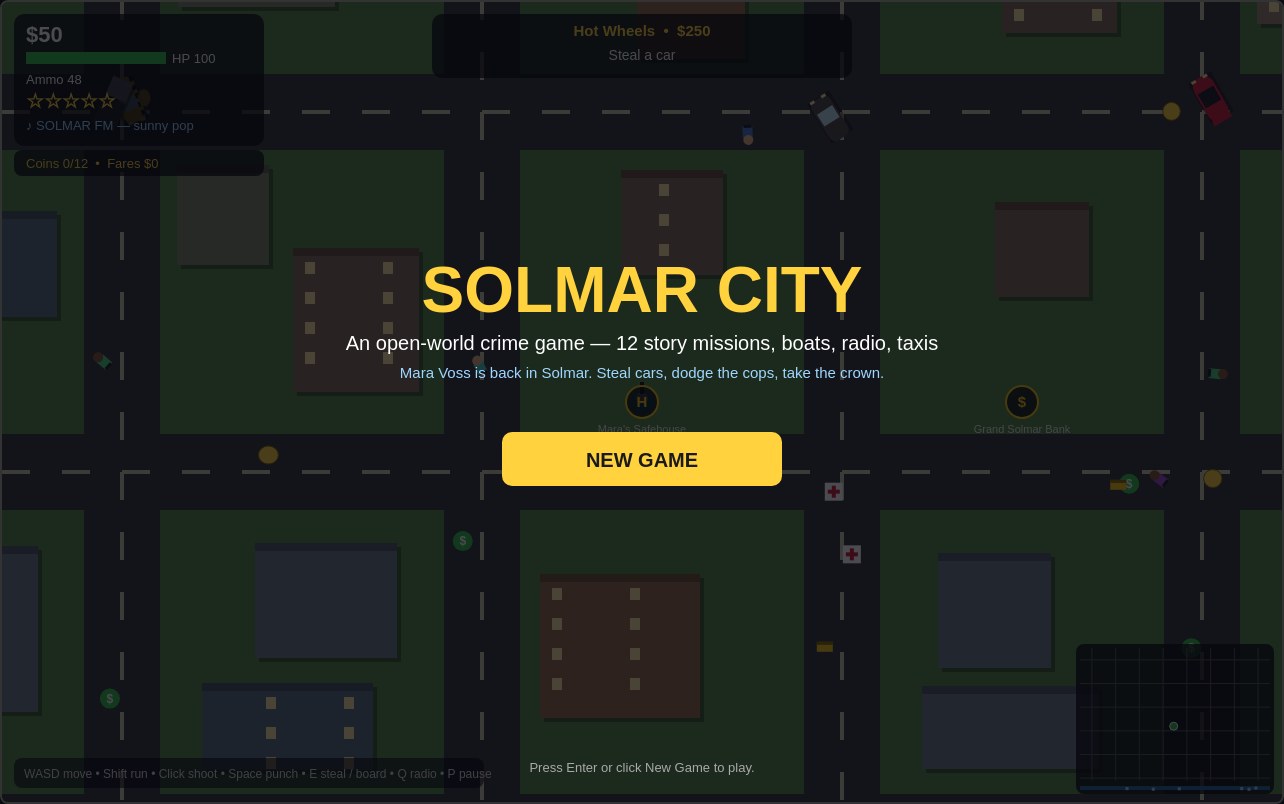 $50
HP 100
Ammo 48
☆☆☆☆☆
♪ SOLMAR FM — sunny pop
Coins 0/12 • Fares $0
Hot Wheels • $250
Steal a car
SOLMAR CITY
An open-world crime game — 12 story missions, boats, radio, taxis
Mara Voss is back in Solmar. Steal cars, dodge the cops, take the crown.
H
Mara's Safehouse
$
Grand Solmar Bank
NEW GAME
$
$
$
WASD move • Shift run • Click shoot • Space punch • E steal / board • Q radio • P pause
Press Enter or click New Game to play.